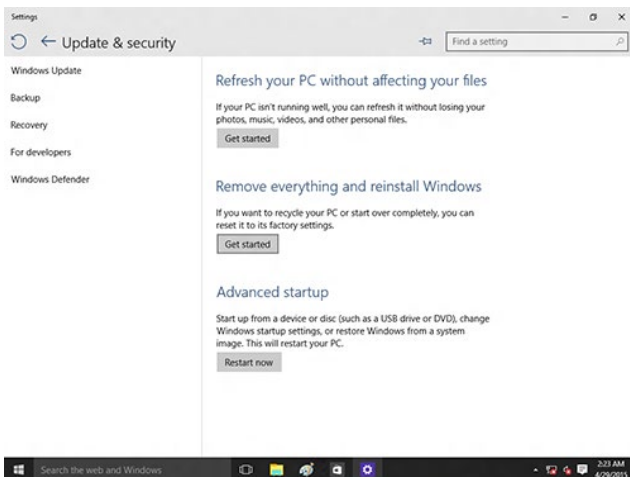 Settings
Update & security
Find a setting
Windows Update
Backup
Recovery
For developers
Windows Defender
Refresh your PC without affecting your files
If your PC isn't running well, you can refresh it without losing your
photos, music, videos, and other personal files.
Get started
Remove everything and reinstall Windows
If you want to recycle your PC or start over completely, you can
reset it to its factory settings.
Get started
Advanced startup
Start up from a device or disc (such as a USB drive or DVD), change
Windows startup settings, or restore Windows from a system
image. This will restart your PC.
Restart now
Search the web and Windows
2:23 AM
4/29/2015